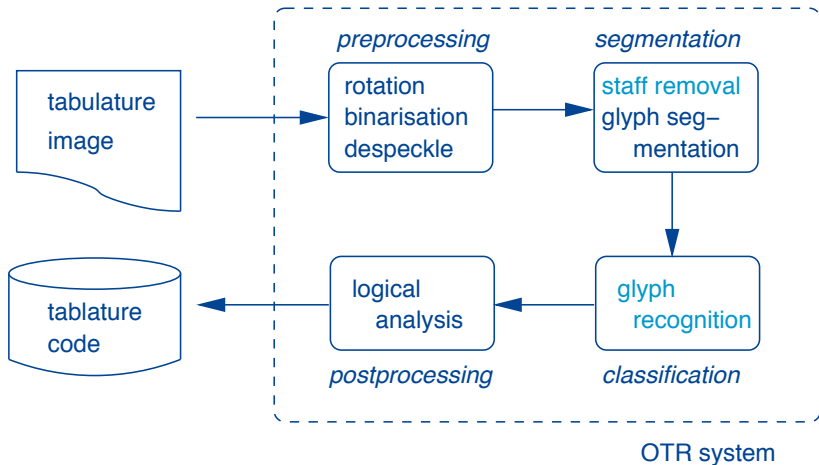 preprocessing
segmentation
tabulature
image
rotation
binarisation
despeckle
staff removal
glyph seg–
mentation
tablature
code
logical
analysis
glyph
recognition
postprocessing
classification
OTR system